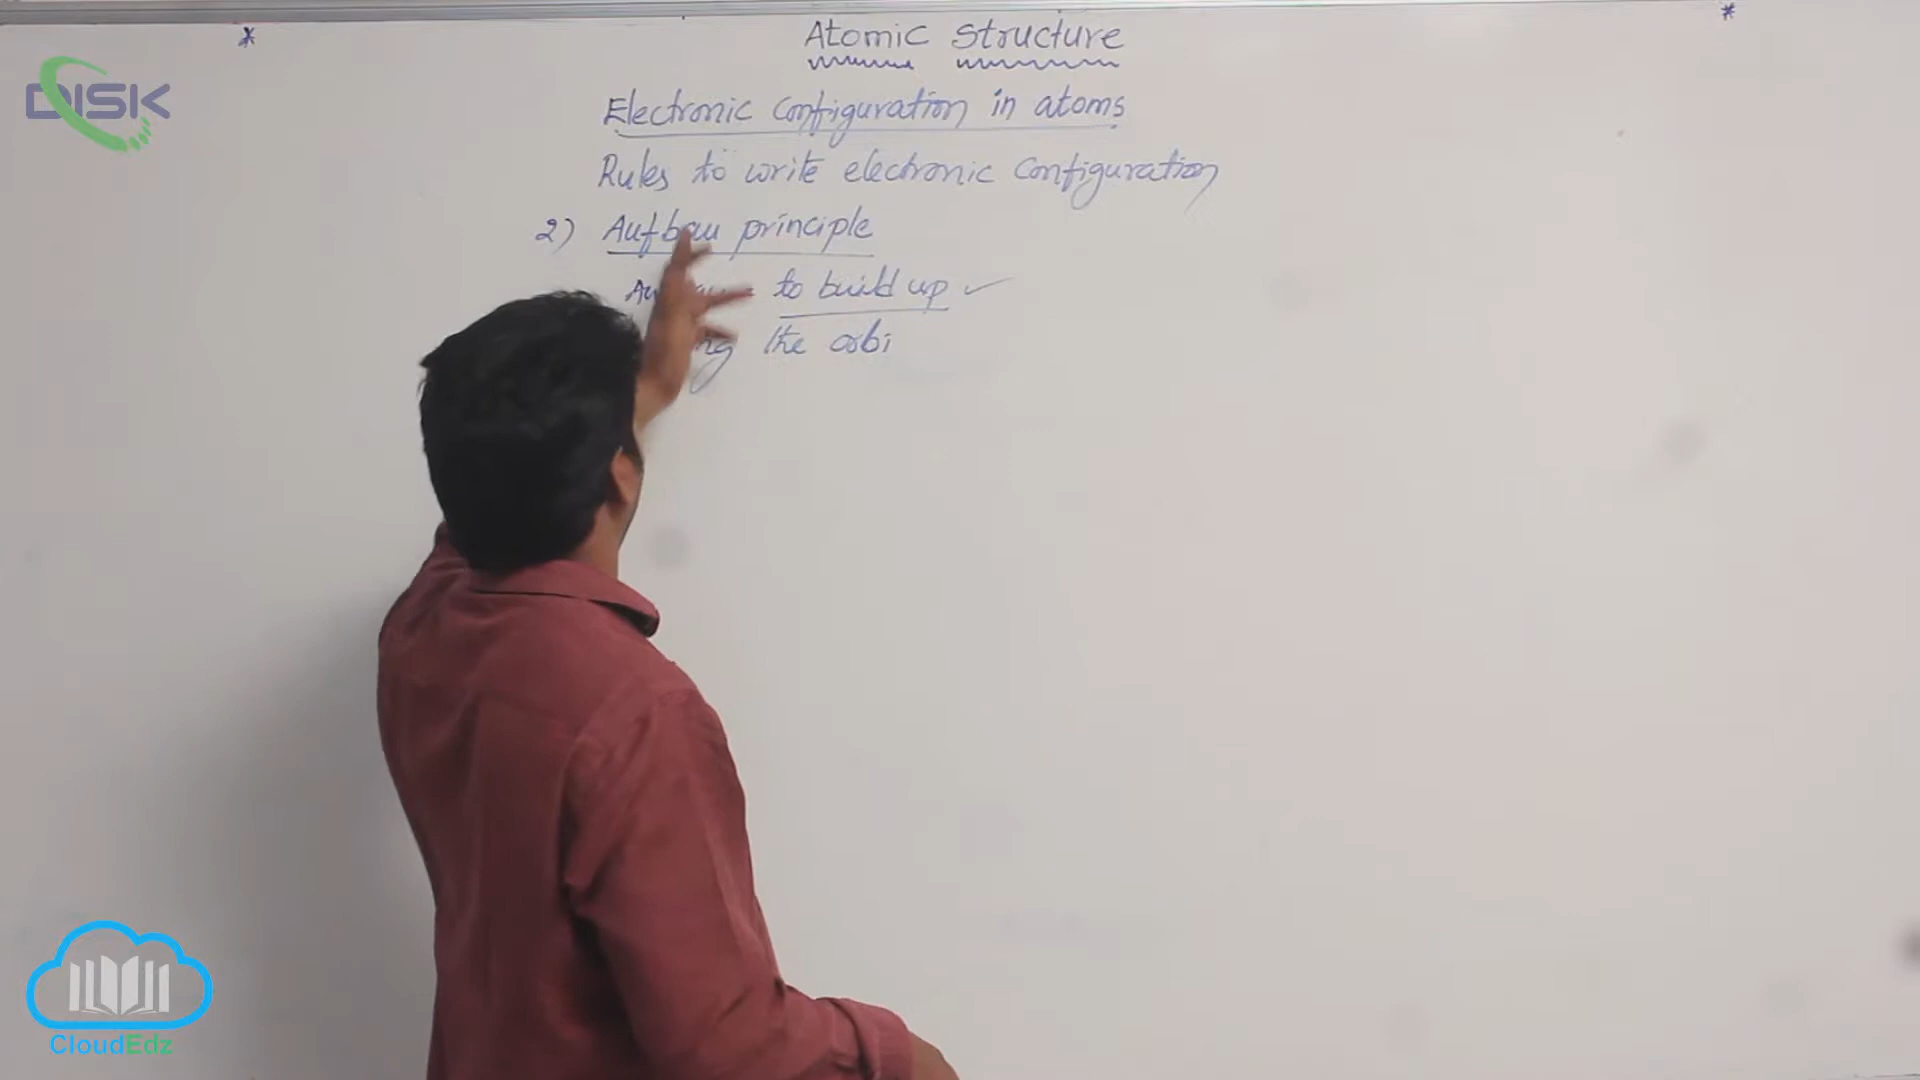 Atomic Structure
DISK
Electronic Configuration in atoms
Rules to write electronic Configuration
2) Aufbau principle
to build up ✓
the orbi
CloudEdz